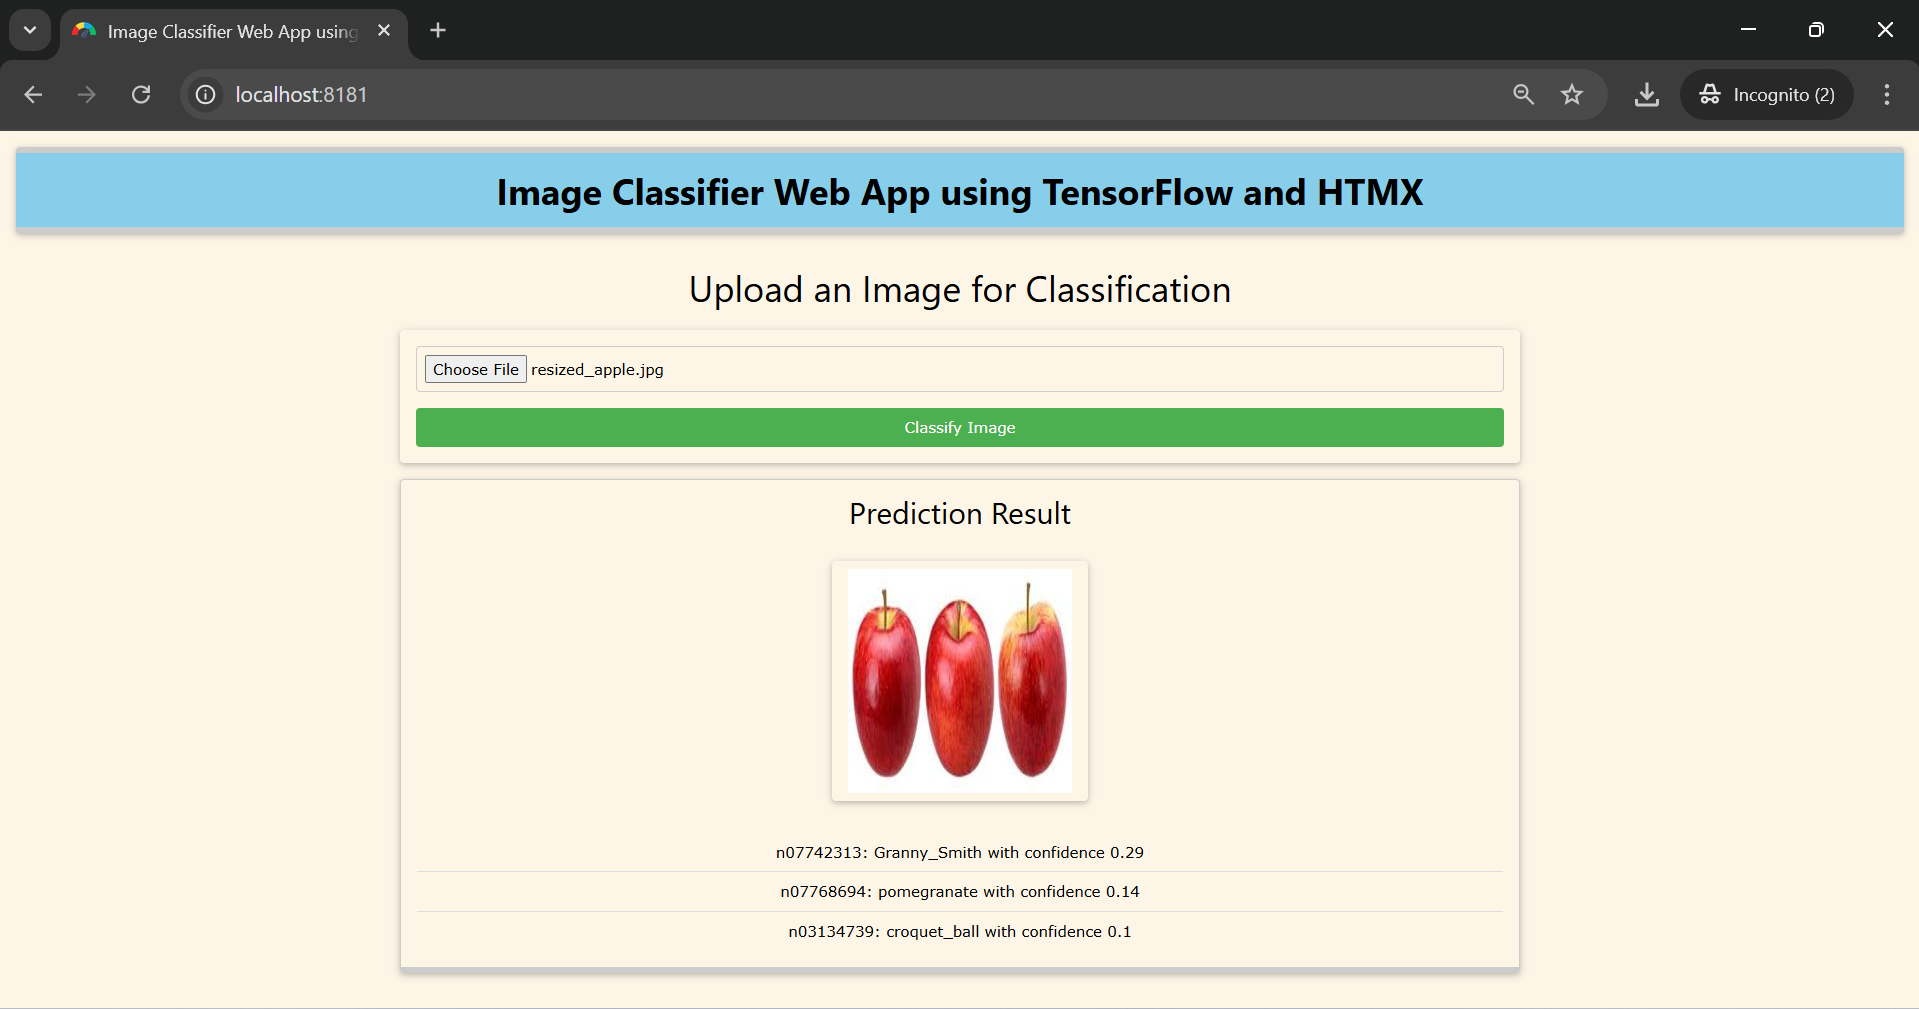 Image Classifier Web App using
localhost:8181
Incognito (2)
Image Classifier Web App using TensorFlow and HTMX
Upload an Image for Classification
Choose File resized_apple.jpg
Classify Image
Prediction Result
n07742313: Granny_Smith with confidence 0.29
n07768694: pomegranate with confidence 0.14
n03134739: croquet_ball with confidence 0.1